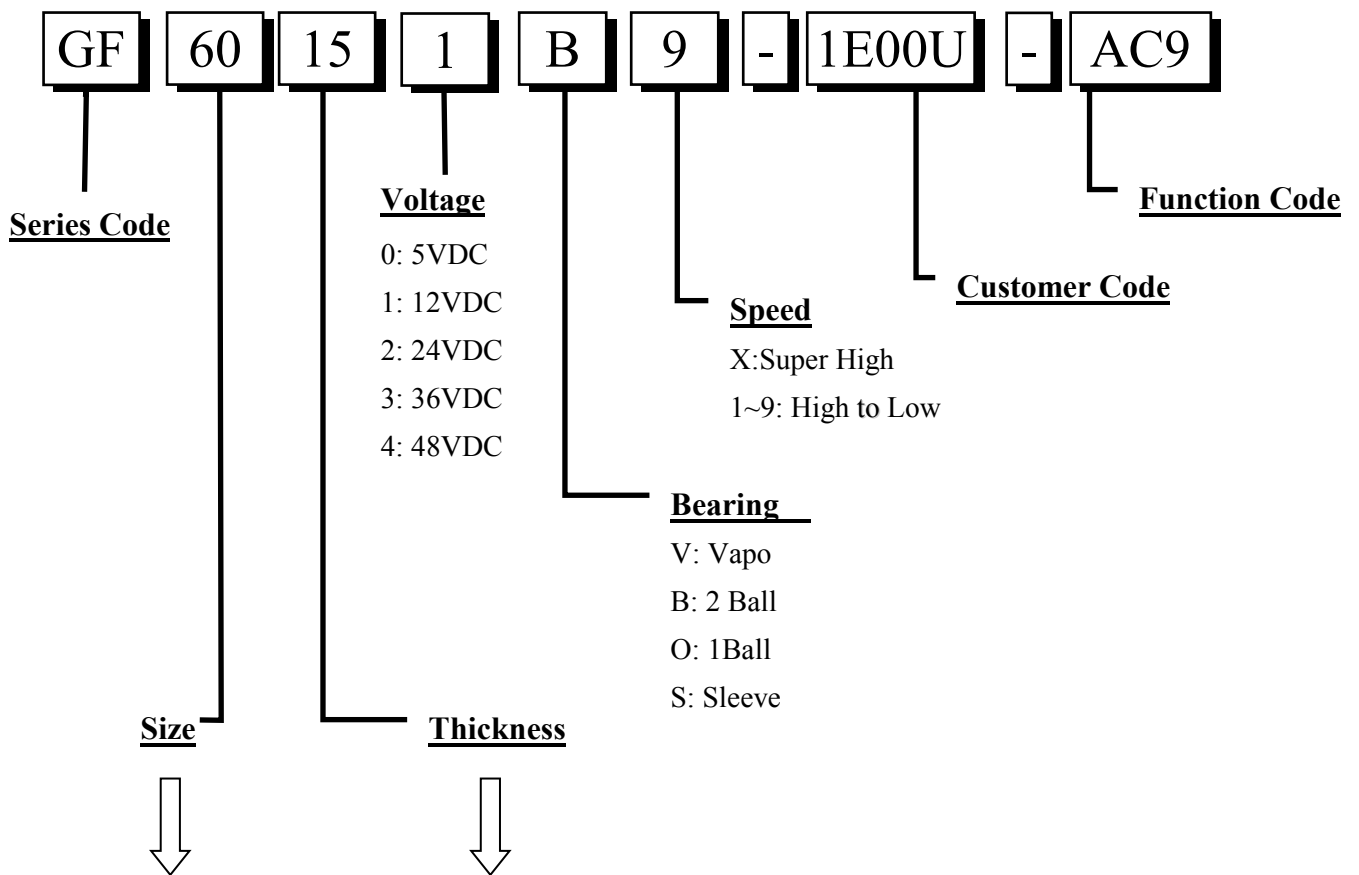 GF 60 15 1 B 9 - 1E00U - AC9
Series Code
Voltage
0: 5VDC
1: 12VDC
2: 24VDC
3: 36VDC
4: 48VDC
Function Code
Customer Code
Speed
X:Super High
1~9: High to Low
Bearing
V: Vapo
B: 2 Ball
O: 1Ball
S: Sleeve
Size
Thickness